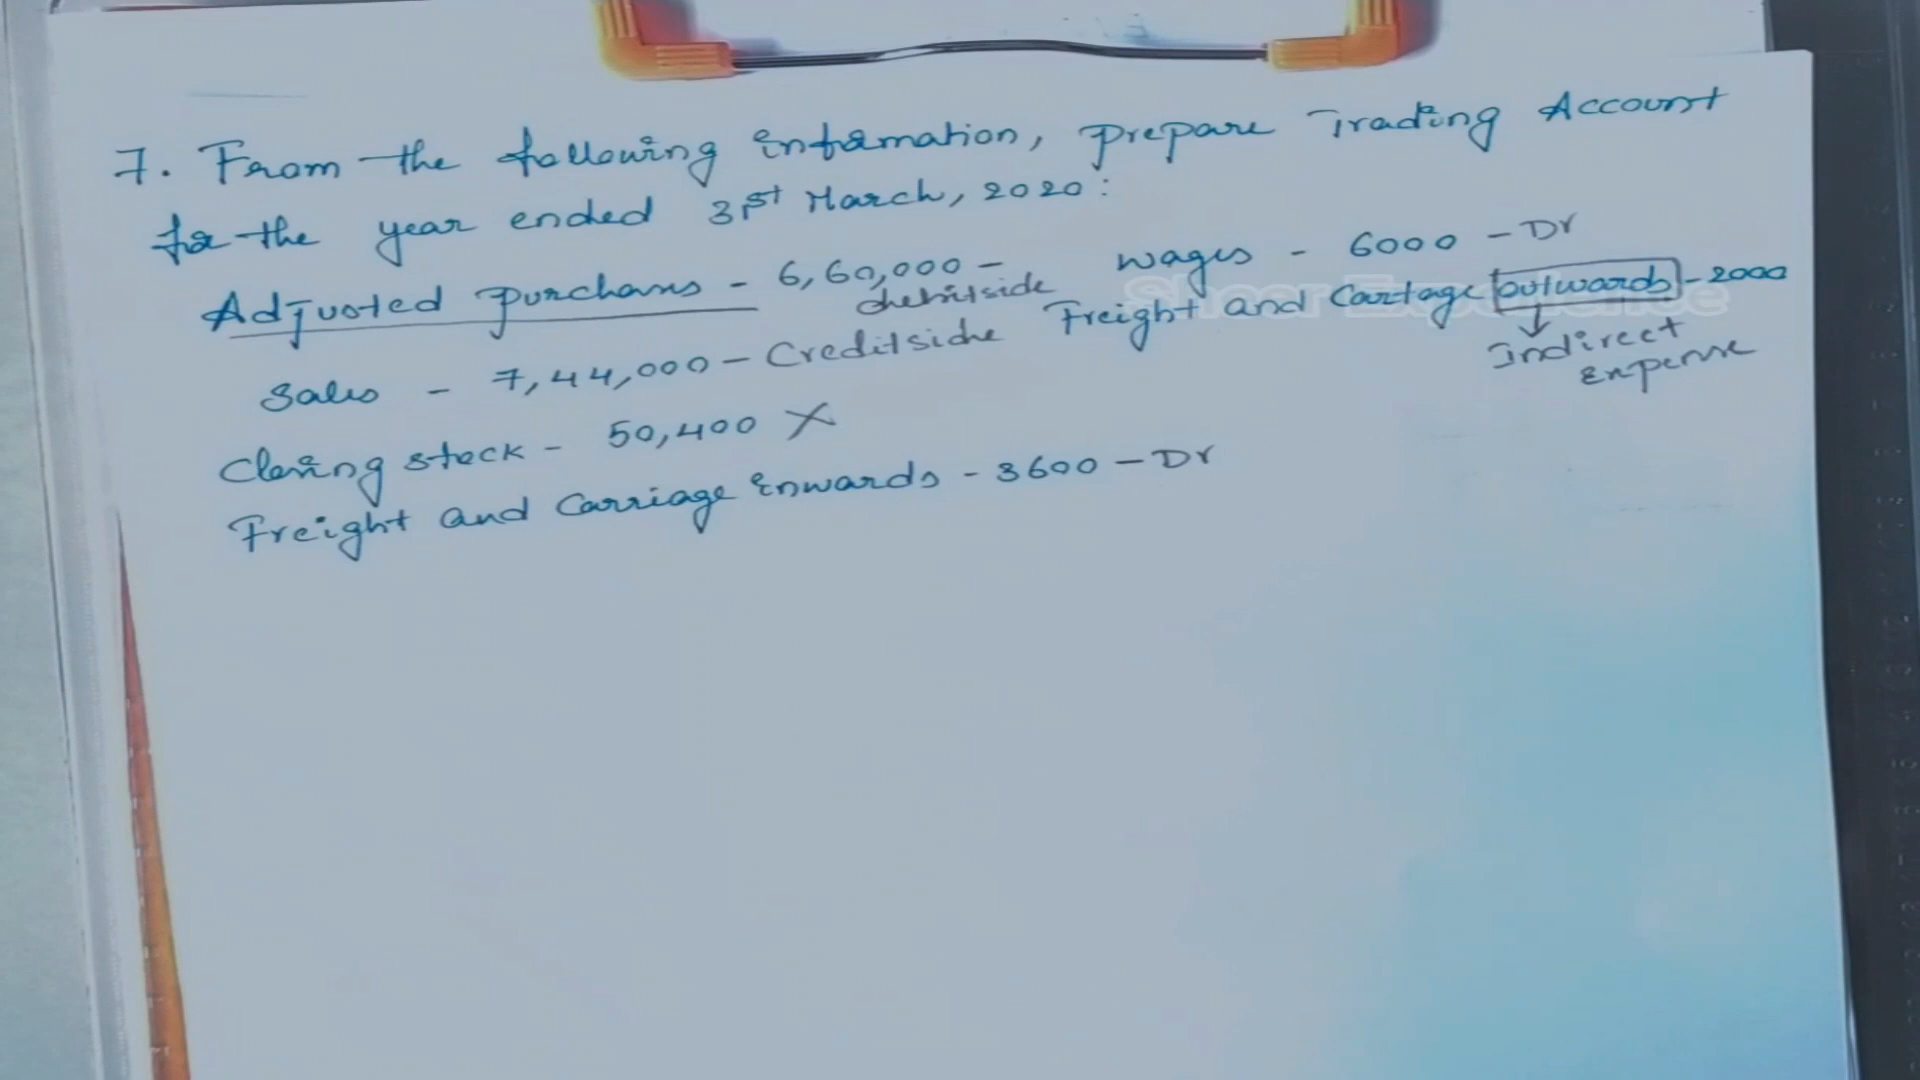 7. From the following information, prepare Trading Account
for the year ended 31st March, 2020:
Adjusted purchases - 6,60,000 - debitside
wages - 6000 - Dr
Sales - 7,44,000 - Creditside
Freight and Cartage outwards - 2000
Indirect Expense
Closing stock - 50,400 X
Freight and Carriage inwards - 3600 - Dr